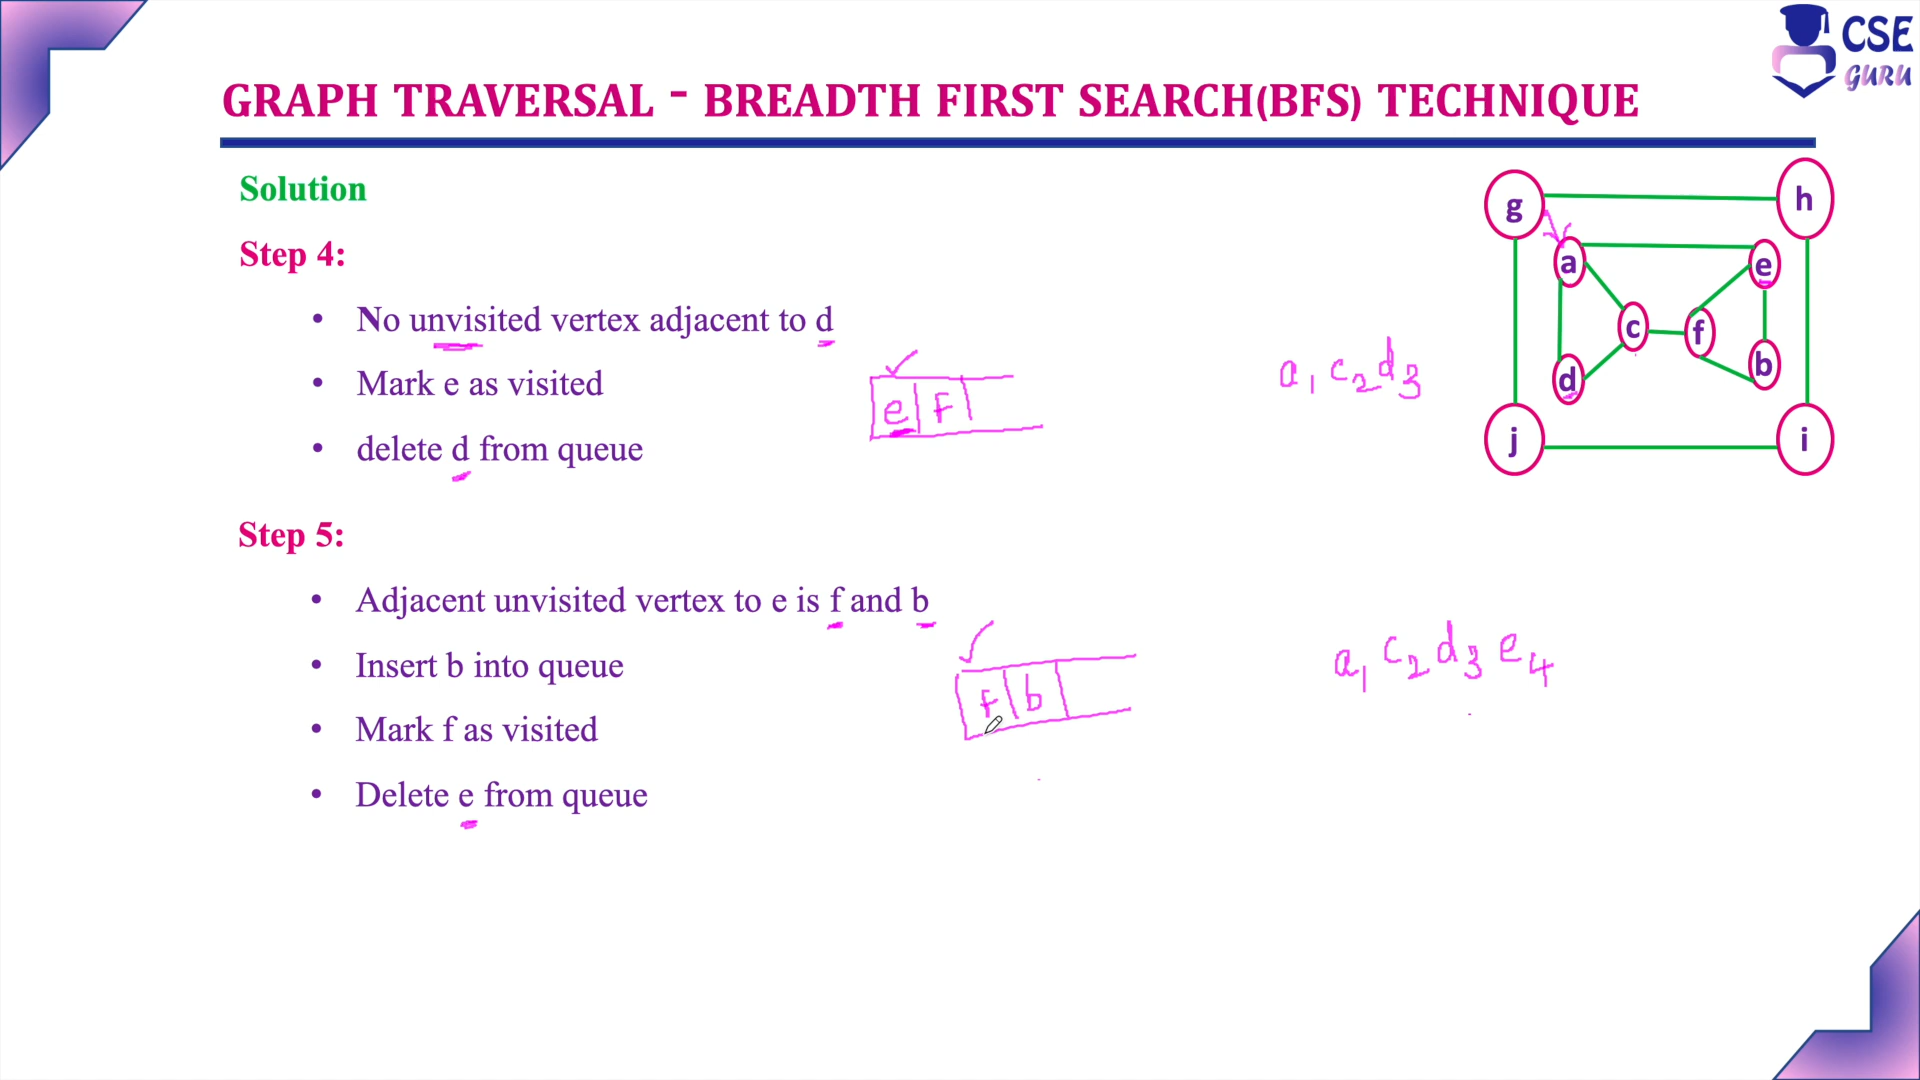 CSE
GURU
GRAPH TRAVERSAL - BREADTH FIRST SEARCH(BFS) TECHNIQUE
Solution
Step 4:
• No unvisited vertex adjacent to d
• Mark e as visited
• delete d from queue
e F
a1 c2 d3
g h
a e
c f
d b
j i
Step 5:
• Adjacent unvisited vertex to e is f and b
• Insert b into queue
• Mark f as visited
• Delete e from queue
f b
a1 c2 d3 e4